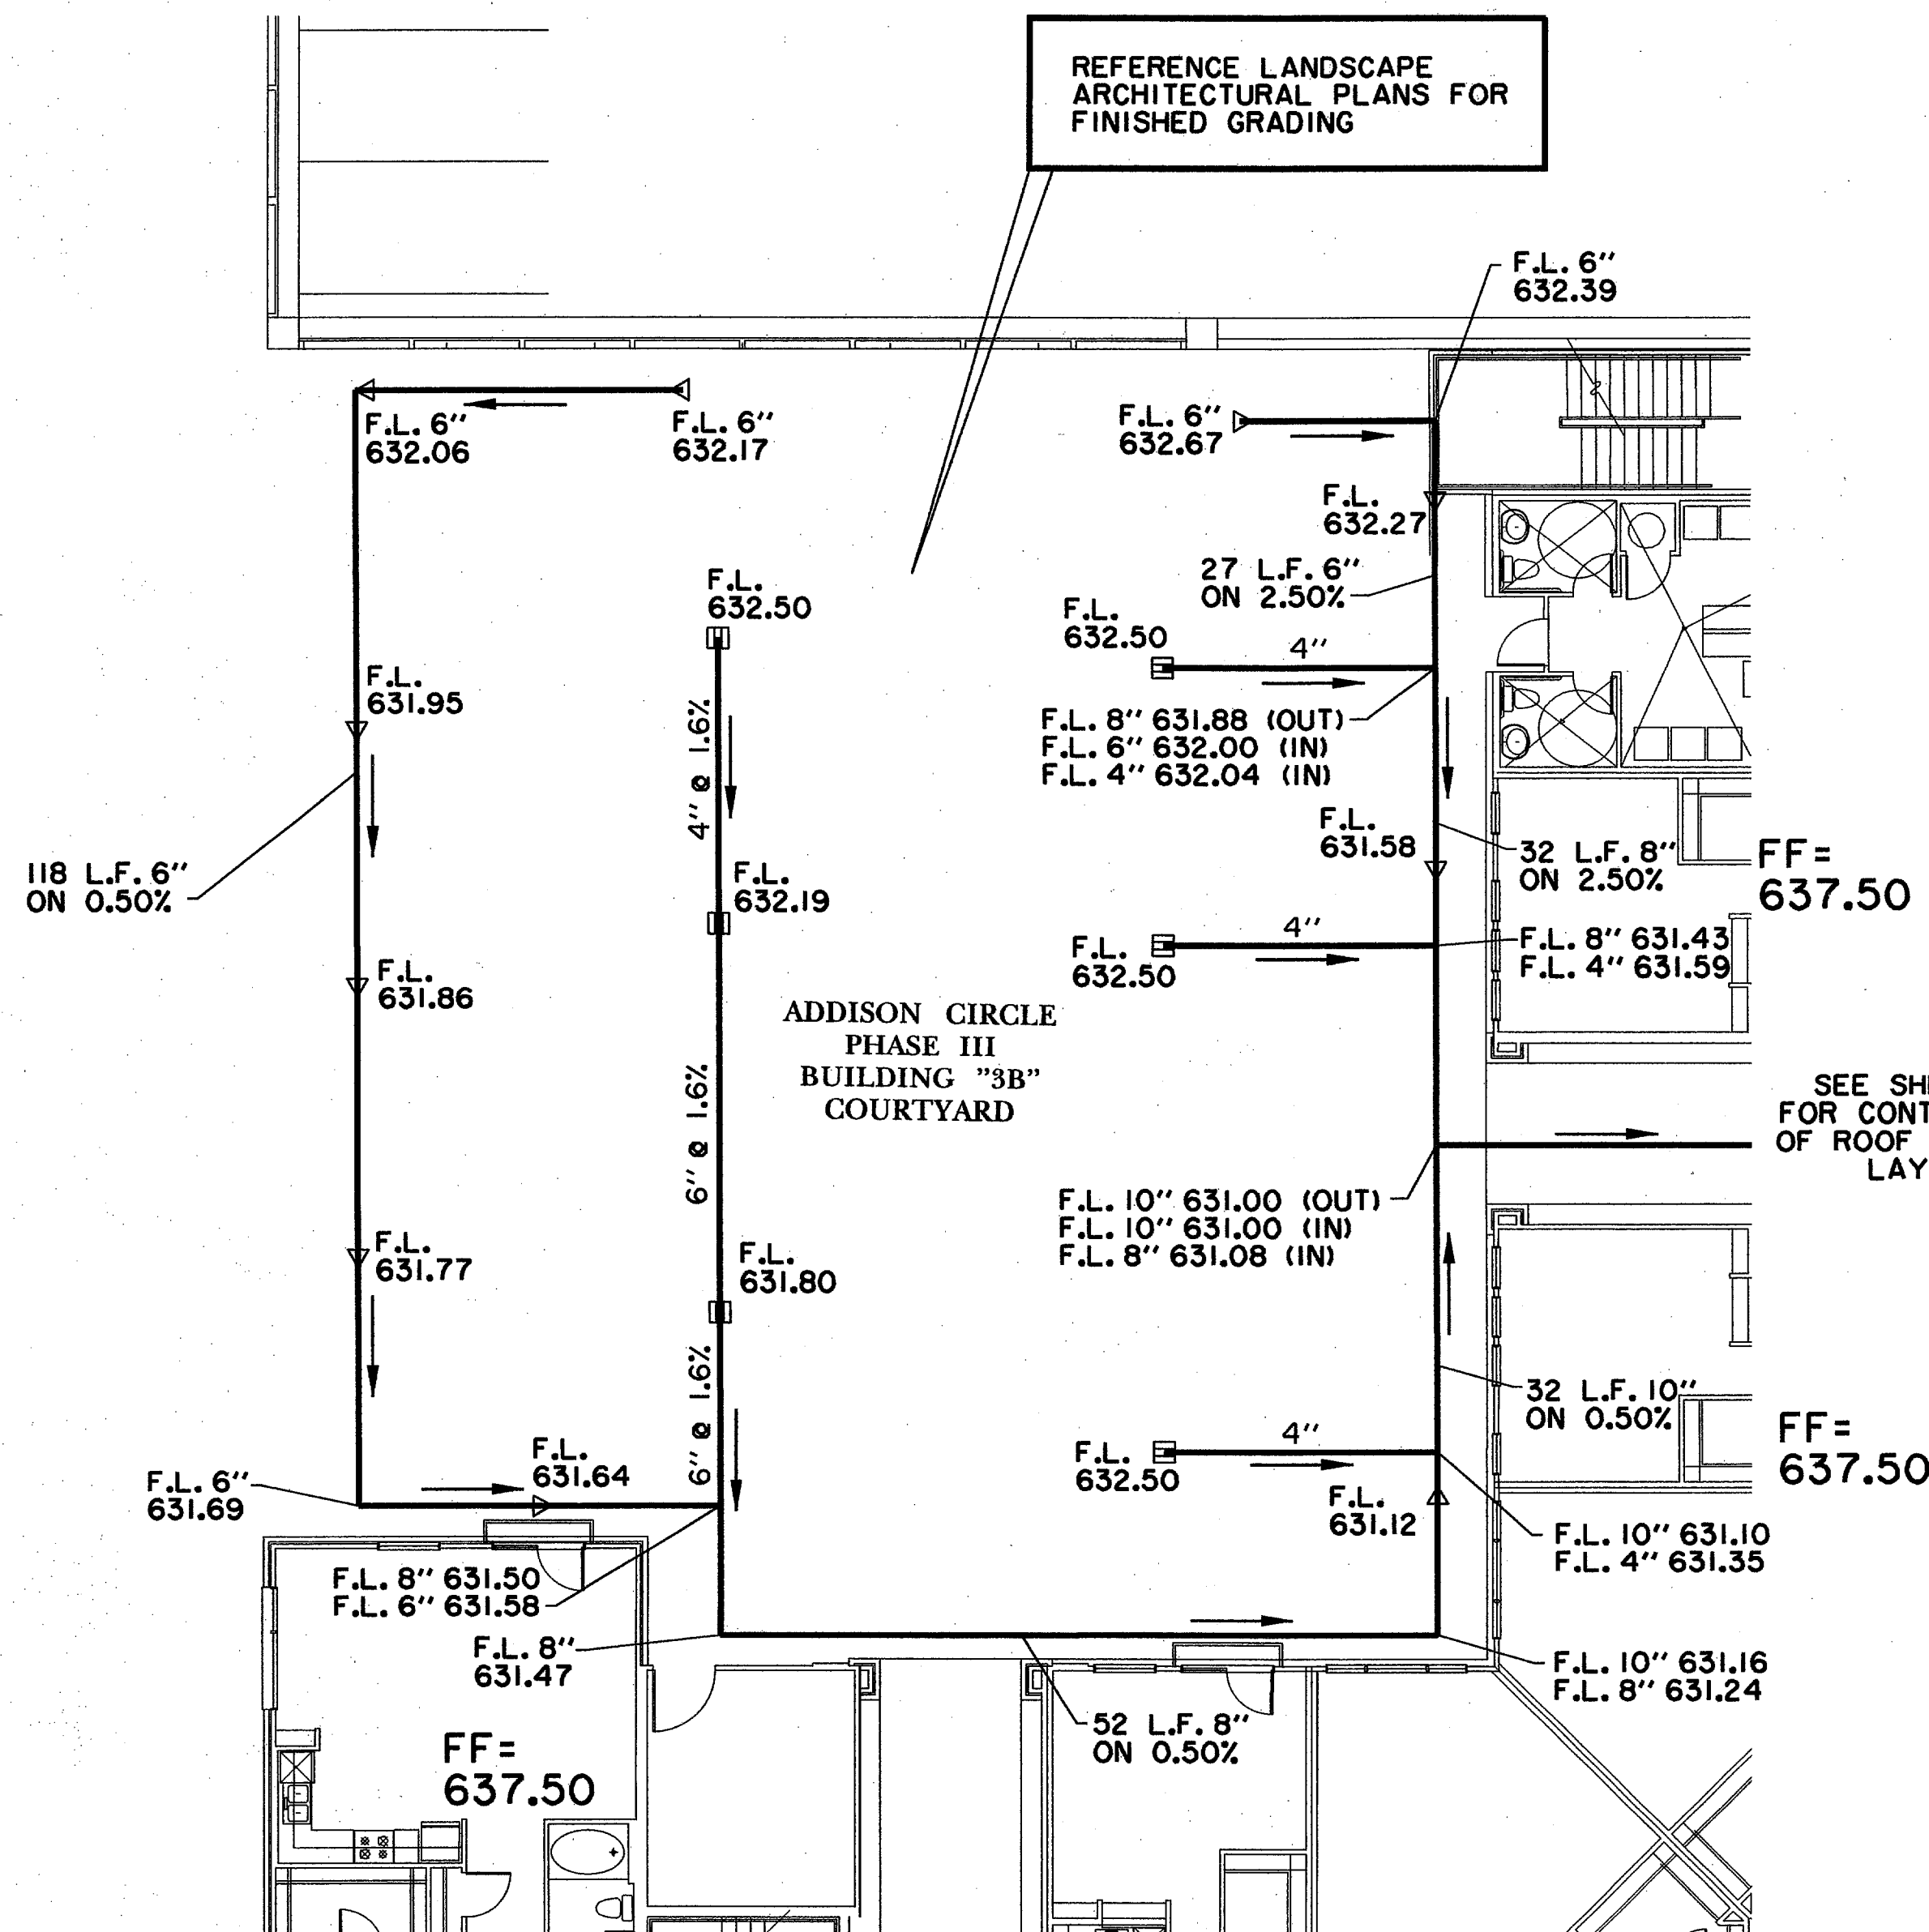 REFERENCE LANDSCAPE
ARCHITECTURAL PLANS FOR
FINISHED GRADING
F.L. 6"
632.39
F.L. 6"
632.06
F.L. 6"
632.17
F.L. 6"
632.67
F.L.
632.27
27 L.F. 6"
ON 2.50%
F.L.
632.50
F.L.
632.50
4"
F.L.
631.95
4" @ 1.6%
F.L. 8" 631.88 (OUT)
F.L. 6" 632.00 (IN)
F.L. 4" 632.04 (IN)
F.L.
631.58
32 L.F. 8"
ON 2.50%
FF=
637.50
118 L.F. 6"
ON 0.50%
F.L.
632.19
F.L.
632.50
4"
F.L. 8" 631.43
F.L. 4" 631.59
F.L.
631.86
ADDISON CIRCLE
PHASE III
BUILDING "3B"
COURTYARD
6" @ 1.6%
SEE SH
FOR CONT
OF ROOF
LAY
F.L. 10" 631.00 (OUT)
F.L. 10" 631.00 (IN)
F.L. 8" 631.08 (IN)
F.L.
631.77
F.L.
631.80
6" @ 1.6%
32 L.F. 10"
ON 0.50%
FF=
637.50
F.L.
632.50
4"
F.L. 6"
631.69
F.L.
631.64
F.L.
631.12
F.L. 10" 631.10
F.L. 4" 631.35
F.L. 8" 631.50
F.L. 6" 631.58
F.L. 8"
631.47
F.L. 10" 631.16
F.L. 8" 631.24
52 L.F. 8"
ON 0.50%
FF=
637.50